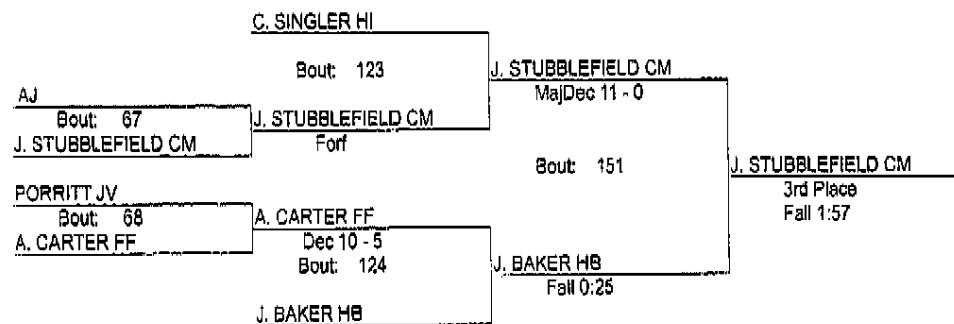 C. SINGLER HI
Bout: 123
J. STUBBLEFIELD CM
MajDec 11 - 0
AJ
Bout: 67
J. STUBBLEFIELD CM
J. STUBBLEFIELD CM
Forf
Bout: 151
J. STUBBLEFIELD CM
3rd Place
Fall 1:57
PORRITT JV
Bout: 68
A. CARTER FF
A. CARTER FF
Dec 10 - 5
Bout: 124
J. BAKER HB
Fall 0:25
J. BAKER HB